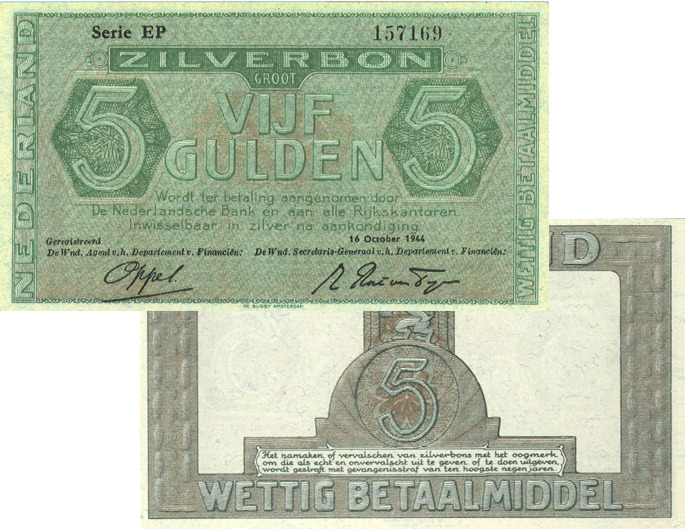 Serie EP 157169
NEDERLAND
ZILVERBON
GROOT
5 VIJF 5
GULDEN
WETTIG BETAALMIDDEL
Wordt ter betaling aangenomen door
De Nederlandsche Bank en aan alle Rijkskantoren.
Inwisselbaar in zilver na aankondiging.
Geregistreerd 16 October 1944
De Wnd. Agent v.h. Departement v. Financiën: De Wnd. Secretaris-Generaal v.h. Departement v. Financiën:
Oppel.
DE BUSSY AMSTERDAM
D
5
Het namaken of vervalschen van zilverbons met het oogmerk
om die als echt en onvervalscht uit te geven of te doen uitgeven,
wordt gestraft met gevangenisstraf van ten hoogste negen jaren.
WETTIG BETAALMIDDEL